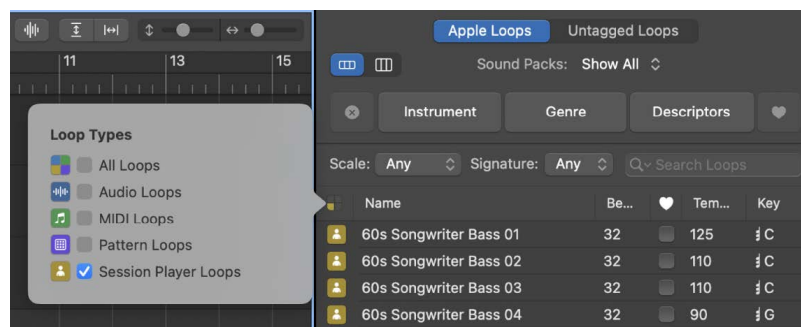 Apple Loops Untagged Loops
Sound Packs: Show All
11 13 15
Instrument Genre Descriptors
Loop Types
All Loops
Audio Loops
MIDI Loops
Pattern Loops
Session Player Loops
Scale: Any Signature: Any Search Loops
Name Be... Tem... Key
60s Songwriter Bass 01 32 125 C
60s Songwriter Bass 02 32 110 C
60s Songwriter Bass 03 32 110 C
60s Songwriter Bass 04 32 90 G